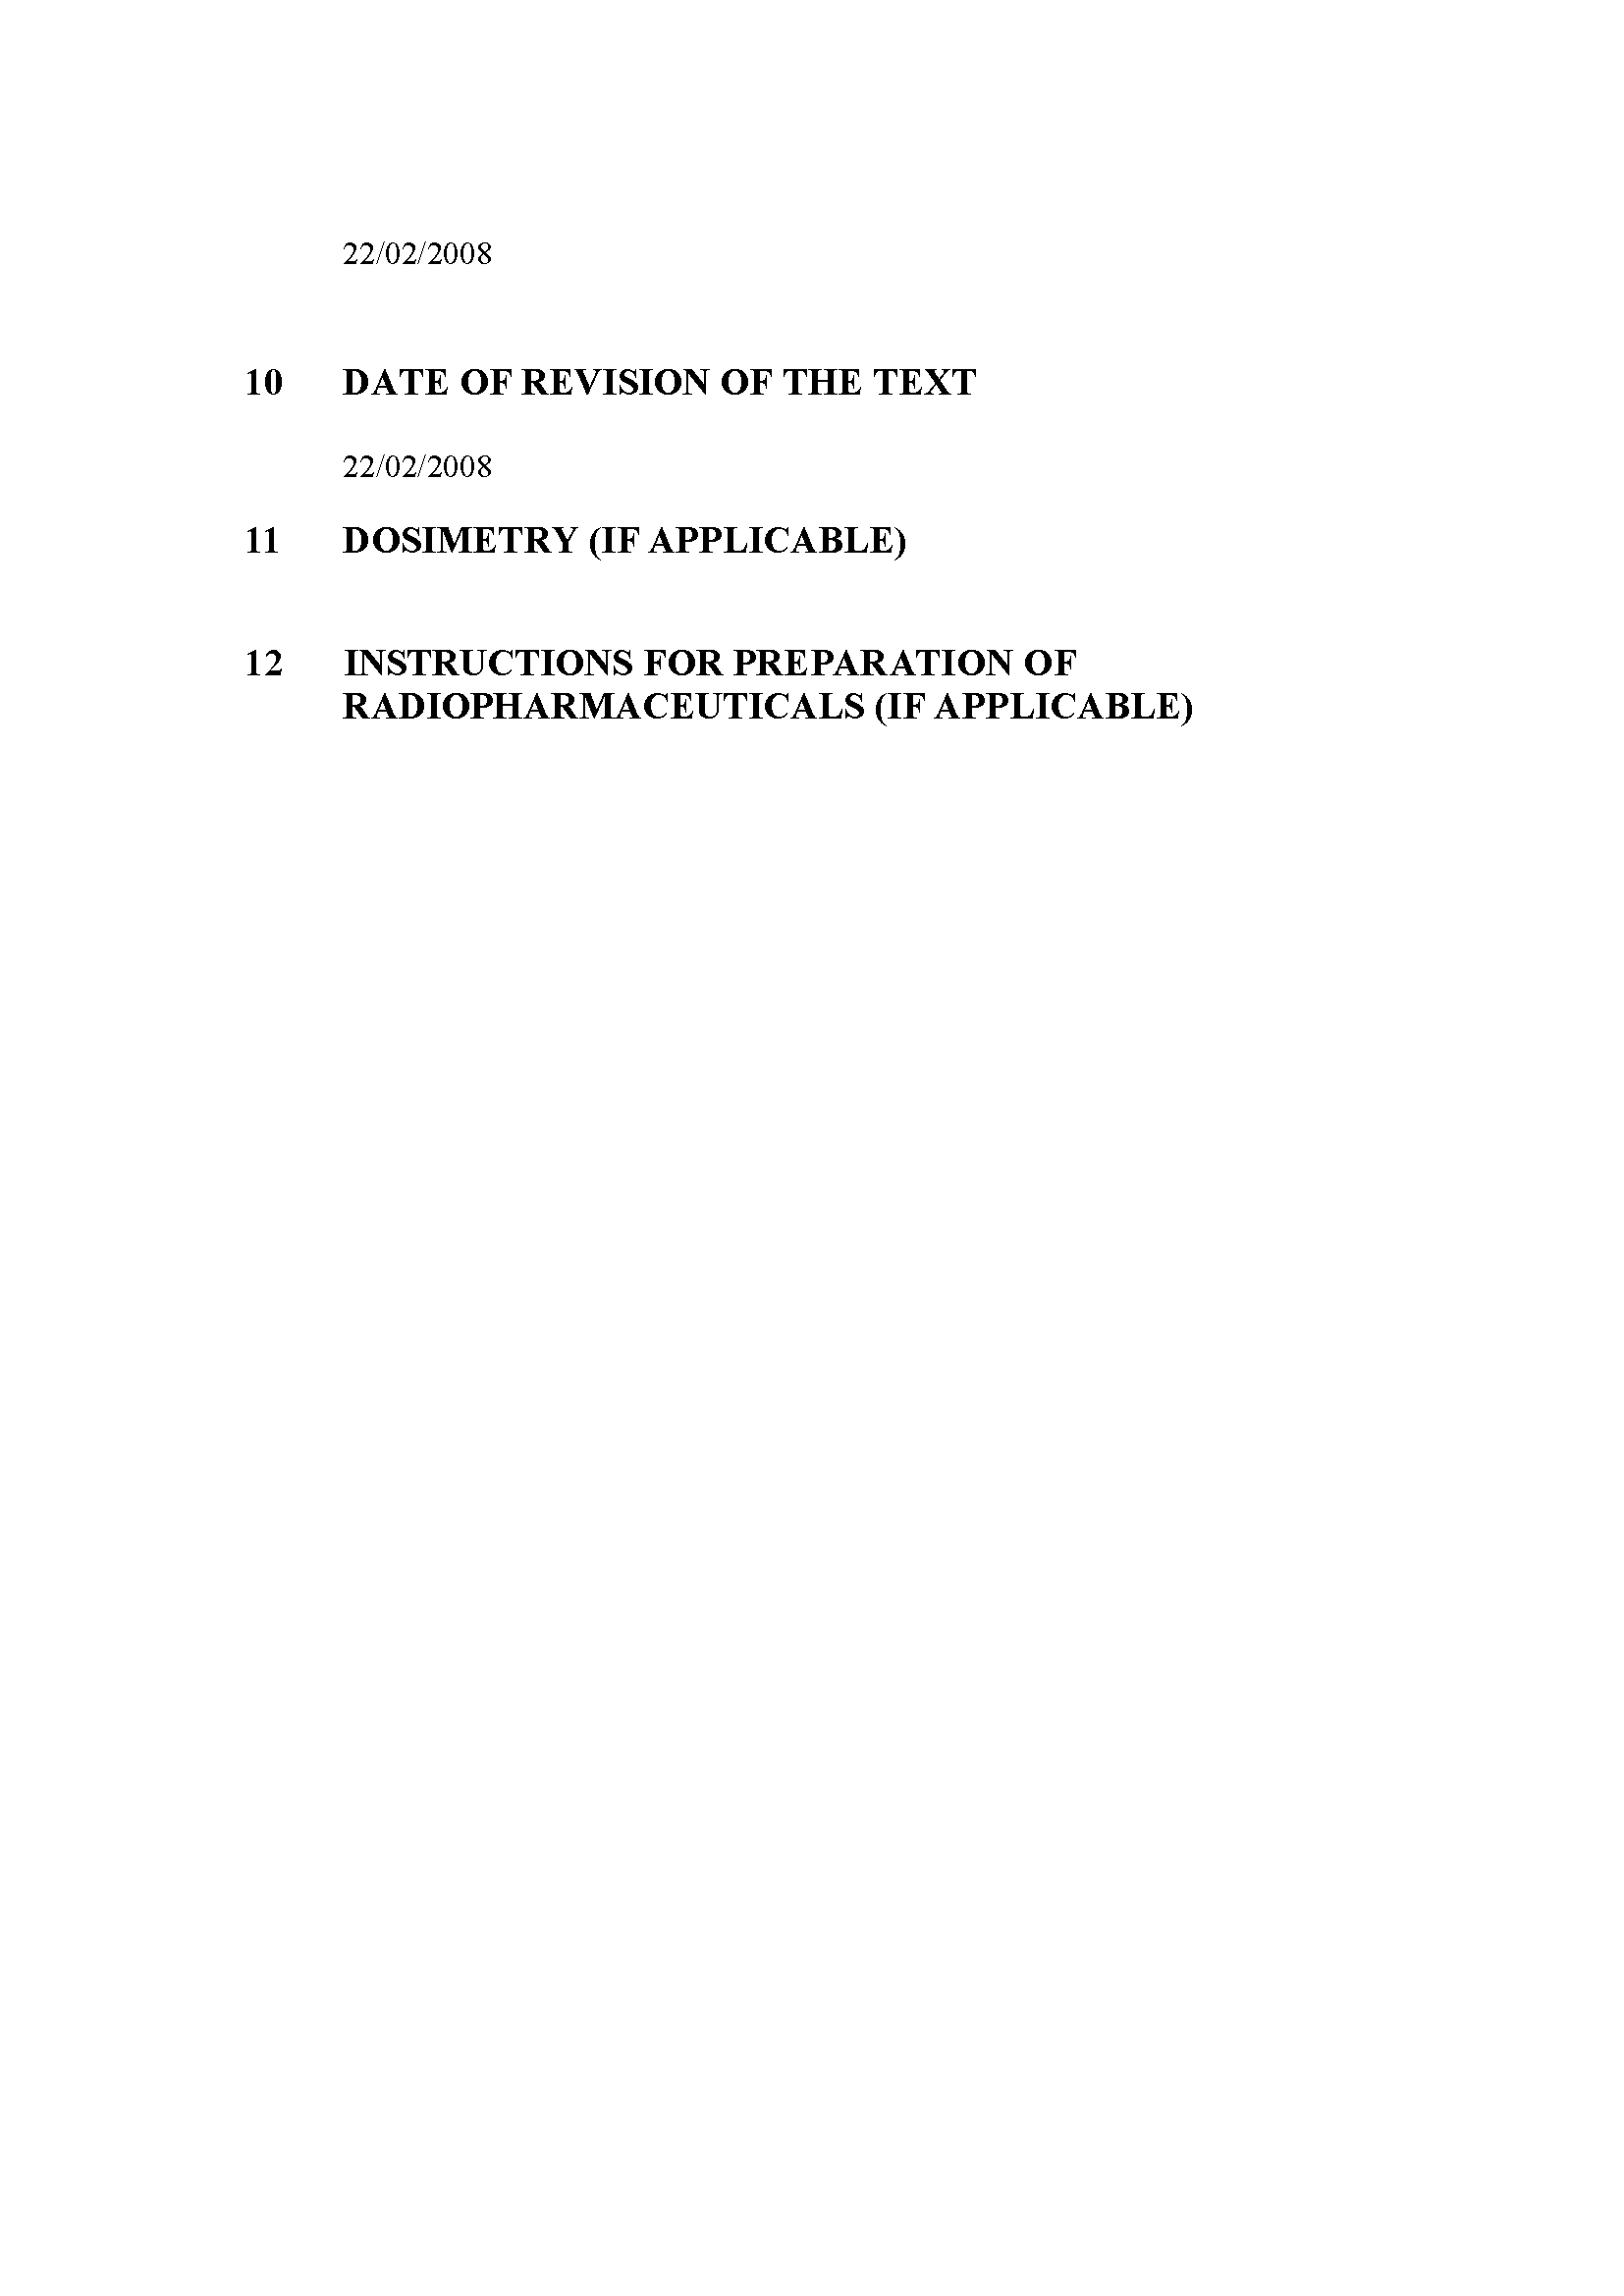 22/02/2008
10 DATE OF REVISION OF THE TEXT
22/02/2008
11 DOSIMETRY (IF APPLICABLE)
12 INSTRUCTIONS FOR PREPARATION OF
RADIOPHARMACEUTICALS (IF APPLICABLE)